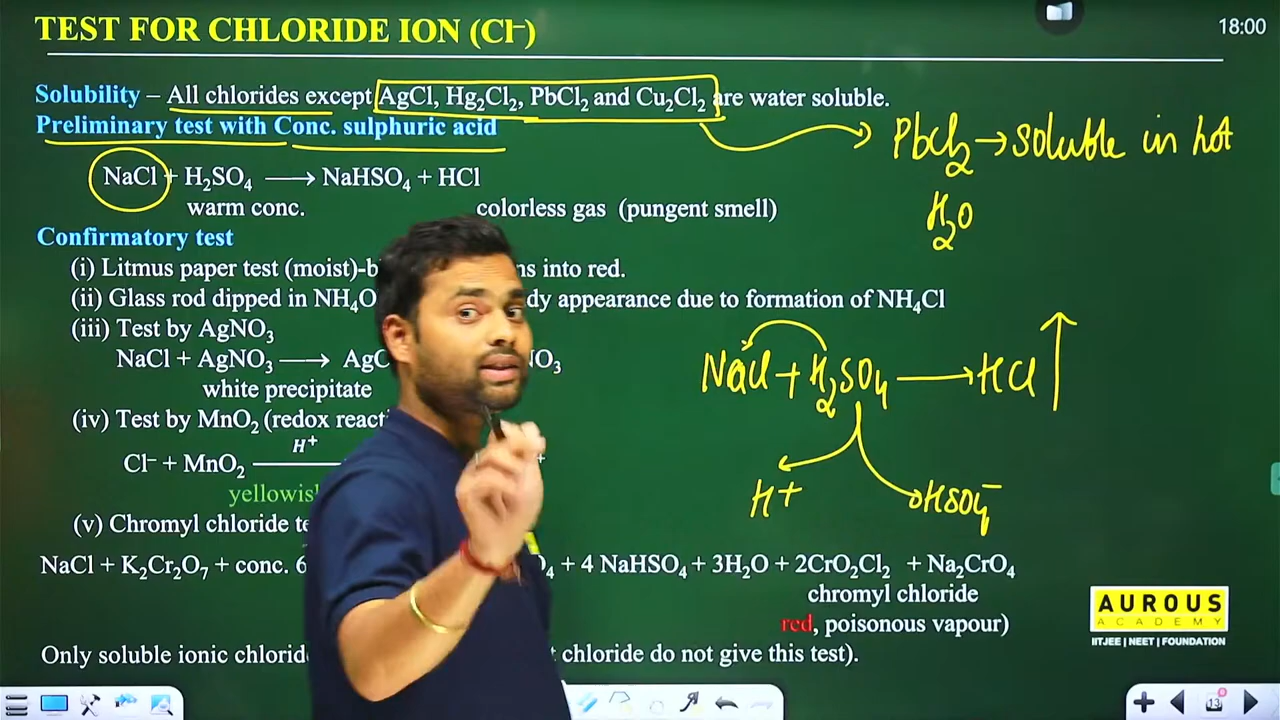 TEST FOR CHLORIDE ION (Cl⁻)
18:00
Solubility – All chlorides except AgCl, Hg₂Cl₂, PbCl₂ and Cu₂Cl₂ are water soluble.
Preliminary test with Conc. sulphuric acid
PbCl₂ → soluble in hot
H₂O
NaCl + H₂SO₄ ⟶ NaHSO₄ + HCl
warm conc. colorless gas (pungent smell)
Confirmatory test
(i) Litmus paper test (moist)-b ns into red.
(ii) Glass rod dipped in NH₄O dy appearance due to formation of NH₄Cl
(iii) Test by AgNO₃
NaCl + AgNO₃ ⟶ AgC NO₃
white precipitate
NaCl + H₂SO₄ ⟶ HCl ↑
H+ HSO₄⁻
(iv) Test by MnO₂ (redox react
H⁺
Cl⁻ + MnO₂ +
yellowis
(v) Chromyl chloride te
NaCl + K₂Cr₂O₇ + conc. 6 O₄ + 4 NaHSO₄ + 3H₂O + 2CrO₂Cl₂ + Na₂CrO₄
chromyl chloride
red, poisonous vapour)
Only soluble ionic chlorid chloride do not give this test).
AUROUS
ACADEMY
IITJEE | NEET | FOUNDATION
13